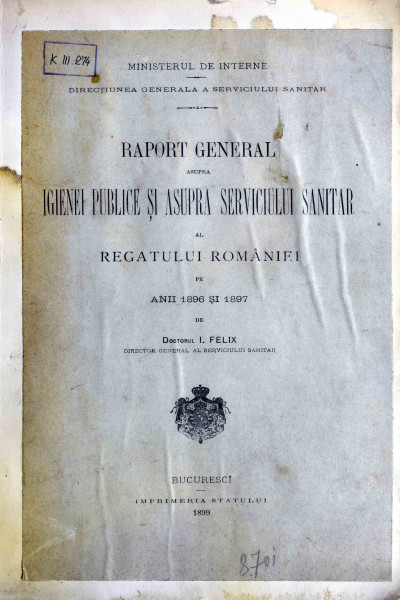 K III 274
MINISTERUL DE INTERNE
DIRECȚIUNEA GENERALA A SERVICIULUI SANITAR
RAPORT GENERAL
ASUPRA
IGIENEI PUBLICE ȘI ASUPRA SERVICIULUI SANITAR
AL
REGATULUI ROMÂNIEI
PE
ANII 1896 ȘI 1897
DE
DOCTORUL I. FELIX
DIRECTOR GENERAL AL SERVICIULUI SANITAR
BUCURESCI
IMPRIMERIA STATULUI
1899